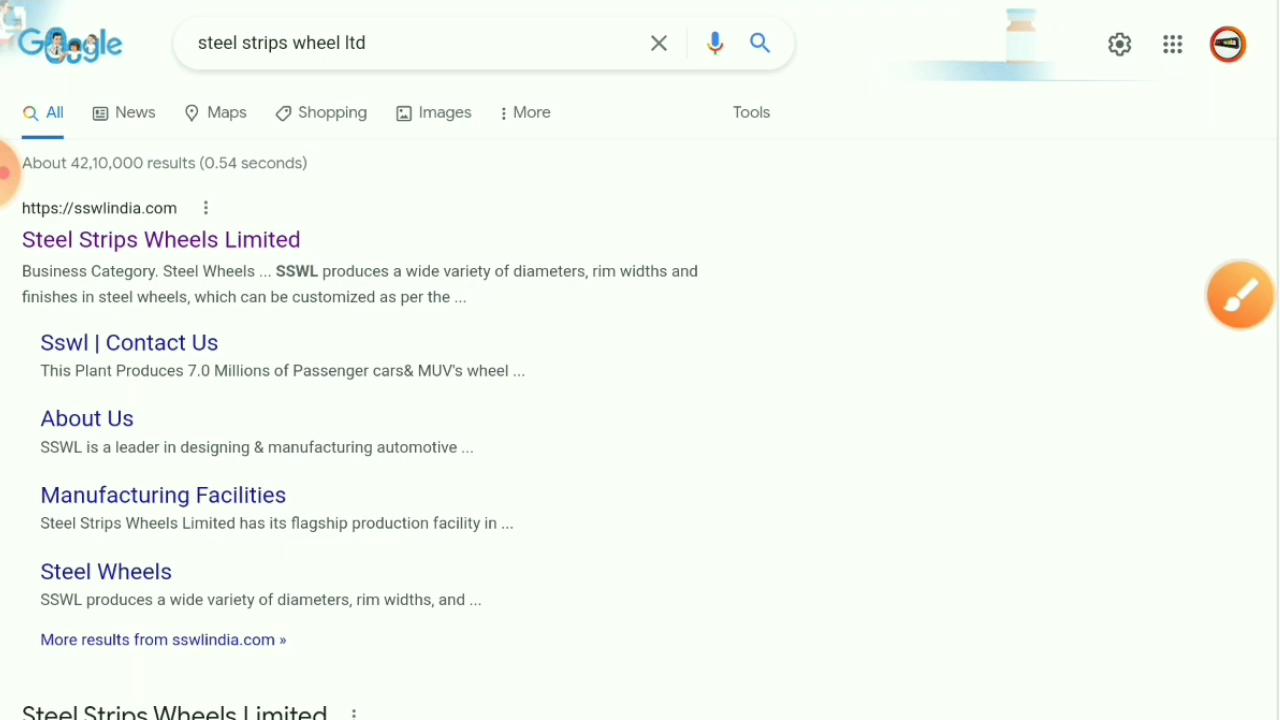 Google
steel strips wheel ltd
All News Maps Shopping Images More Tools
About 42,10,000 results (0.54 seconds)
https://sswlindia.com
Steel Strips Wheels Limited
Business Category. Steel Wheels ... SSWL produces a wide variety of diameters, rim widths and
finishes in steel wheels, which can be customized as per the ...
Sswl | Contact Us
This Plant Produces 7.0 Millions of Passenger cars& MUV's wheel ...
About Us
SSWL is a leader in designing & manufacturing automotive ...
Manufacturing Facilities
Steel Strips Wheels Limited has its flagship production facility in ...
Steel Wheels
SSWL produces a wide variety of diameters, rim widths, and ...
More results from sswlindia.com »
Steel Strips Wheels Limited